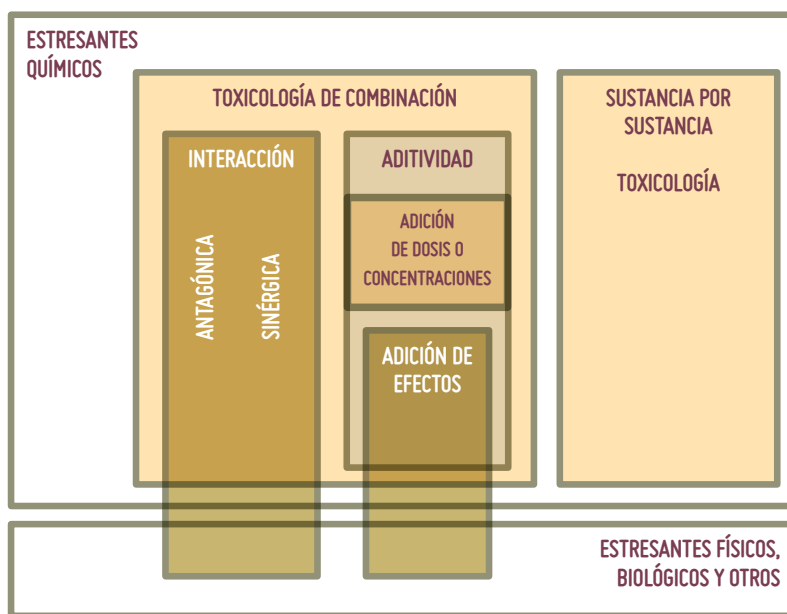 ESTRESANTES
QUÍMICOS
TOXICOLOGÍA DE COMBINACIÓN
INTERACCIÓN
ANTAGÓNICA
SINÉRGICA
ADITIVIDAD
ADICIÓN
DE DOSIS O
CONCENTRACIONES
ADICIÓN DE
EFECTOS
SUSTANCIA POR
SUSTANCIA
TOXICOLOGÍA
ESTRESANTES FÍSICOS,
BIOLÓGICOS Y OTROS